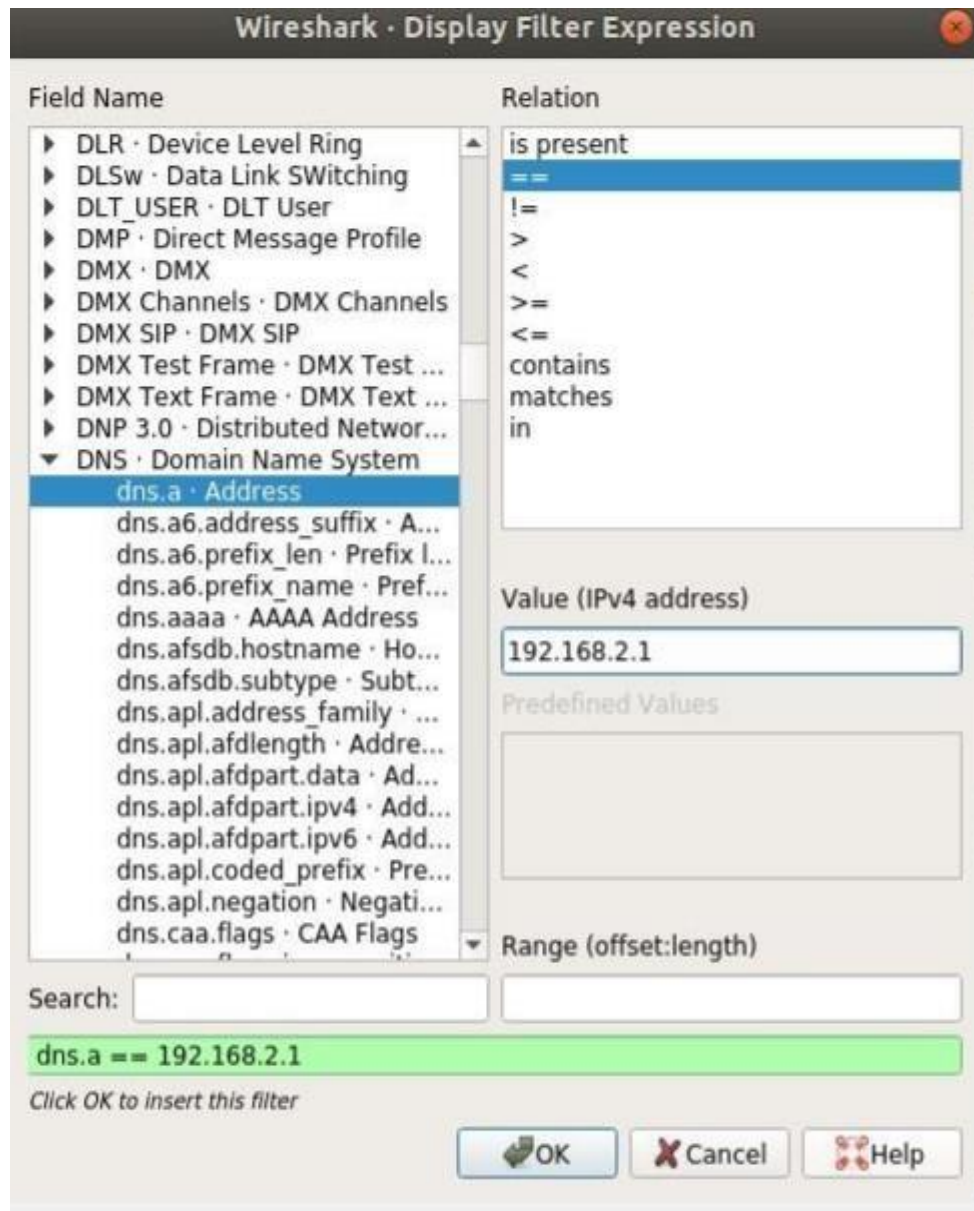 Wireshark · Display Filter Expression
Field Name
DLR · Device Level Ring
DLSw · Data Link SWitching
DLT_USER · DLT User
DMP · Direct Message Profile
DMX · DMX
DMX Channels · DMX Channels
DMX SIP · DMX SIP
DMX Test Frame · DMX Test ...
DMX Text Frame · DMX Text ...
DNP 3.0 · Distributed Networ...
DNS · Domain Name System
dns.a · Address
dns.a6.address_suffix · A...
dns.a6.prefix_len · Prefix l...
dns.a6.prefix_name · Pref...
dns.aaaa · AAAA Address
dns.afsdb.hostname · Ho...
dns.afsdb.subtype · Subt...
dns.apl.address_family · ...
dns.apl.afdlength · Addre...
dns.apl.afdpart.data · Ad...
dns.apl.afdpart.ipv4 · Add...
dns.apl.afdpart.ipv6 · Add...
dns.apl.coded_prefix · Pre...
dns.apl.negation · Negati...
dns.caa.flags · CAA Flags
Search:
Relation
is present
==
!=
>
<
>=
<=
contains
matches
in
Value (IPv4 address)
192.168.2.1
Predefined Values
Range (offset:length)
dns.a == 192.168.2.1
Click OK to insert this filter
OK
Cancel
Help